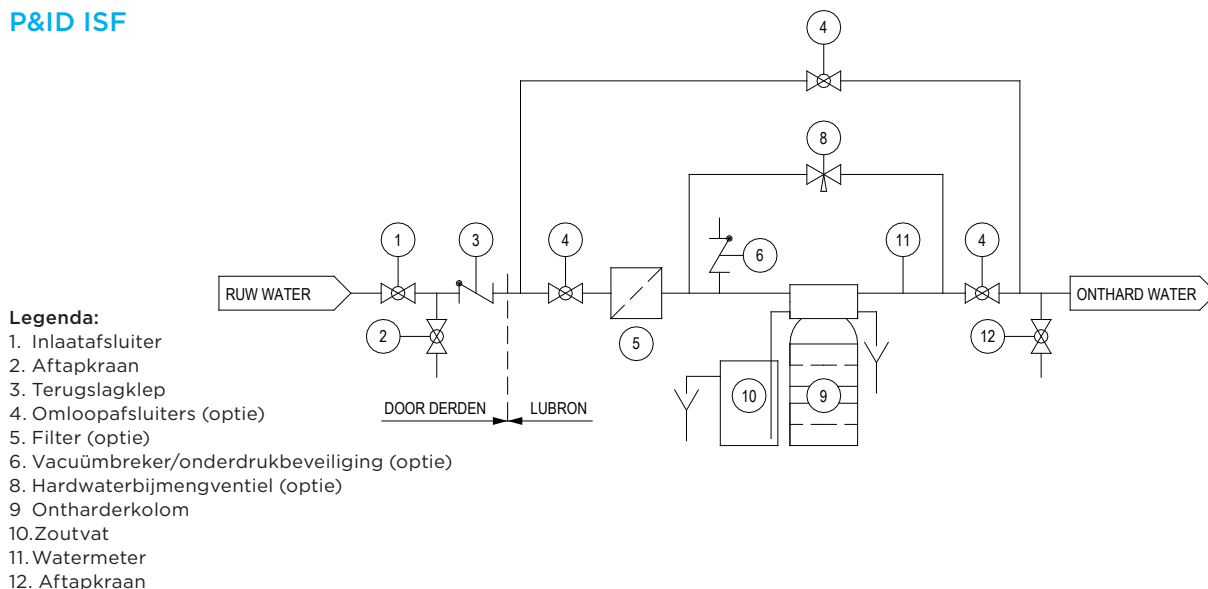 P&ID ISF
4
8
1
3
4
6
11
4
RUW WATER
ONTHARD WATER
2
5
12
10
9
DOOR DERDEN
LUBRON
Legenda:
1. Inlaatafsluiter
2. Aftapkraan
3. Terugslagklep
4. Omloopafsluiters (optie)
5. Filter (optie)
6. Vacuümbreker/onderdrukbeveiliging (optie)
8. Hardwaterbijmengventiel (optie)
9 Ontharderkolom
10.Zoutvat
11. Watermeter
12. Aftapkraan